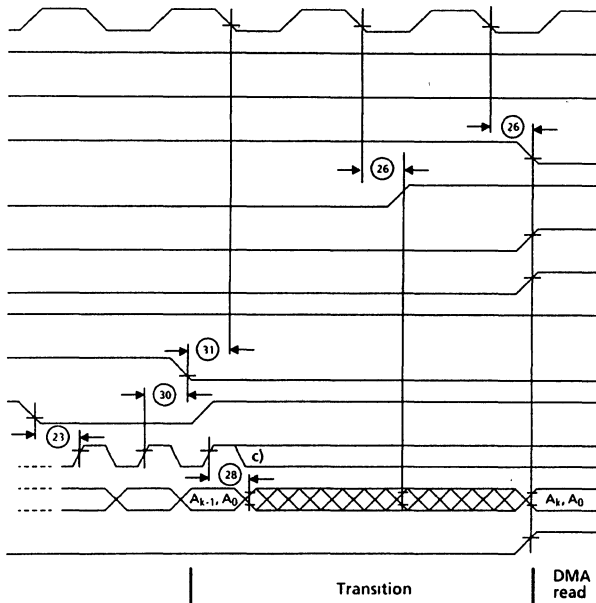 26
26
31
30
23
c)
28
Ak-1, A0
Ak, A0
Transition
DMA
read